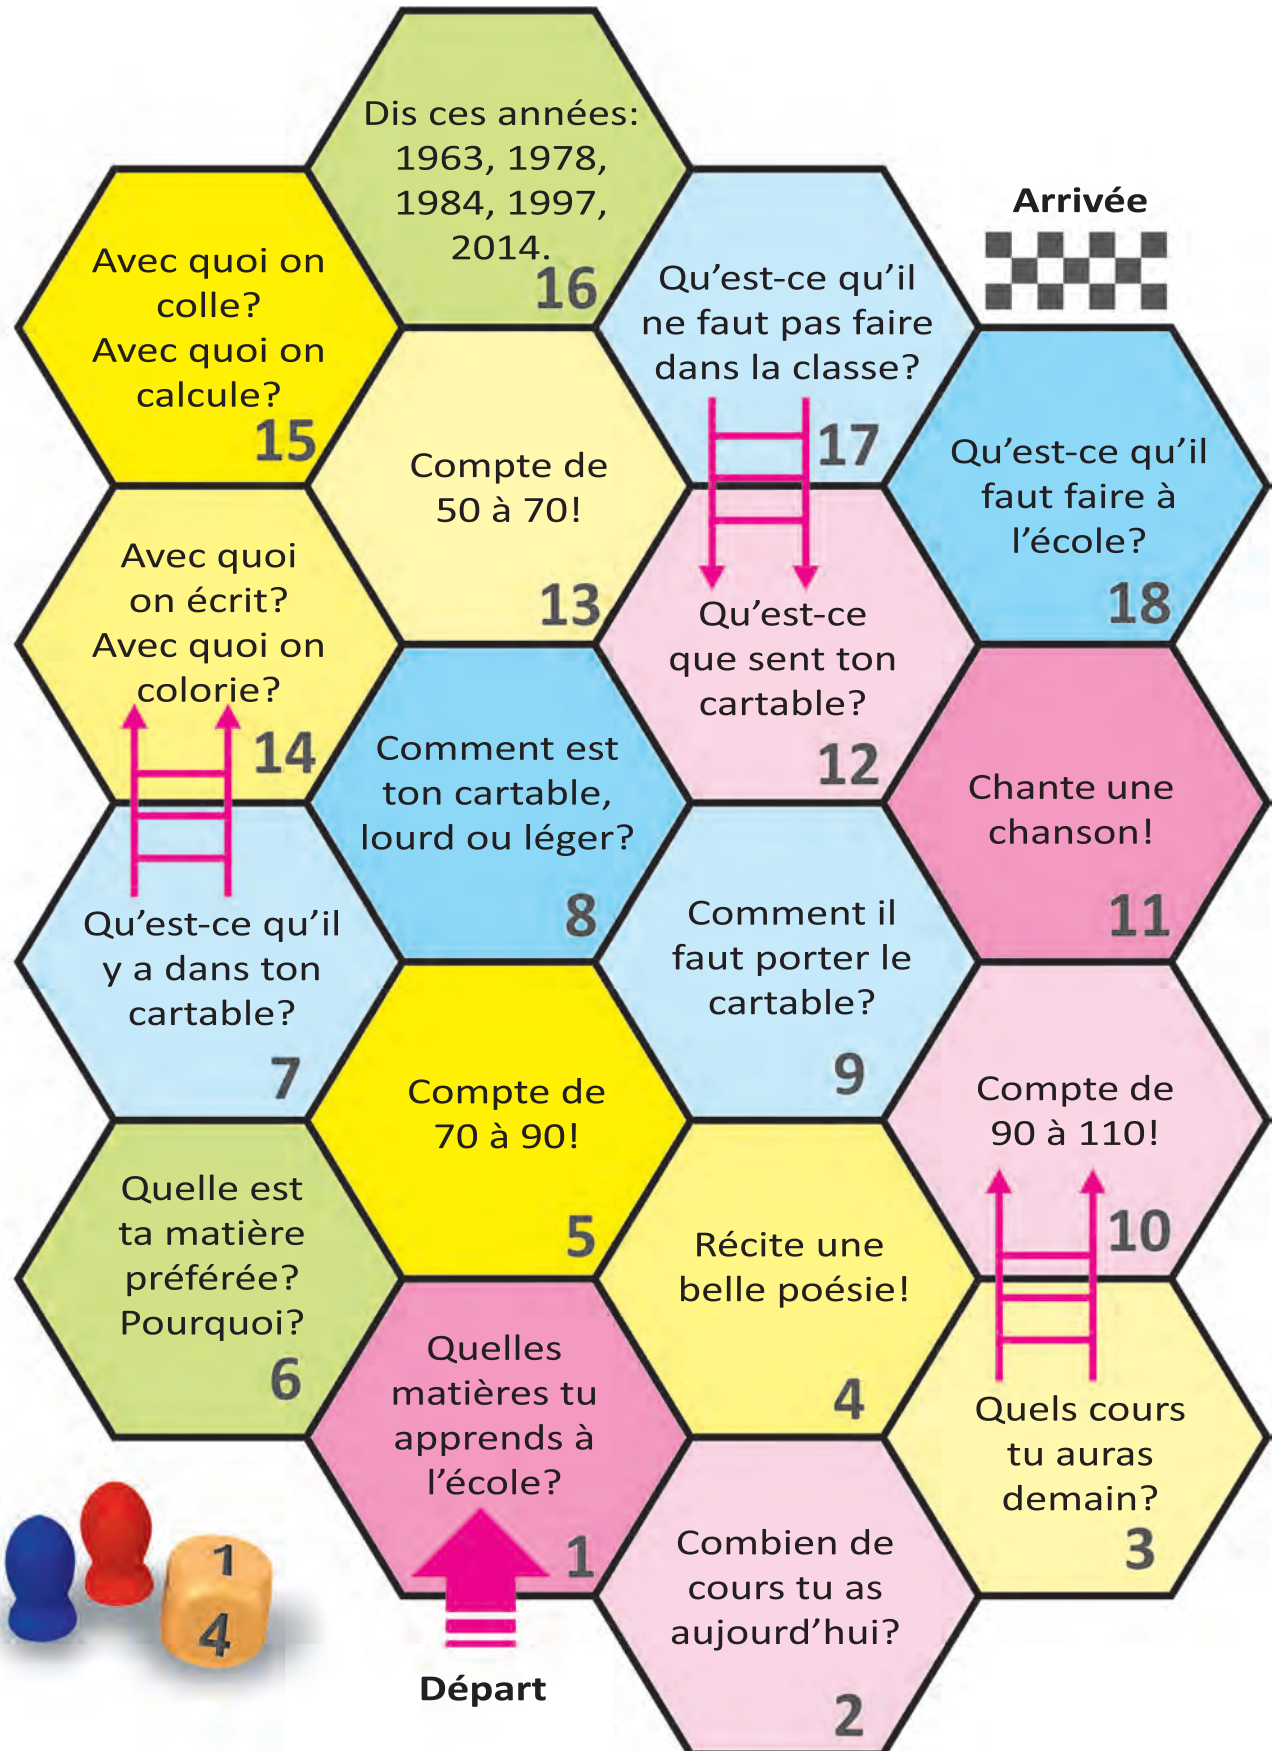 Dis ces années:
1963, 1978,
1984, 1997,
2014.
16
Avec quoi on
colle?
Avec quoi on
calcule?
15
Qu’est-ce qu’il
ne faut pas faire
dans la classe?
17
Arrivée
Compte de
50 à 70!
13
Qu’est-ce qu’il
faut faire à
l’école?
18
Avec quoi
on écrit?
Avec quoi on
colorie?
14
Qu’est-ce
que sent ton
cartable?
12
Comment est
ton cartable,
lourd ou léger?
8
Chante une
chanson!
11
Qu’est-ce qu’il
y a dans ton
cartable?
7
Comment il
faut porter le
cartable?
9
Compte de
70 à 90!
5
Compte de
90 à 110!
10
Quelle est
ta matière
préférée?
Pourquoi?
6
Récite une
belle poésie!
4
Quelles
matières tu
apprends à
l’école?
1
Quels cours
tu auras
demain?
3
Combien de
cours tu as
aujourd’hui?
2
1
4
Départ